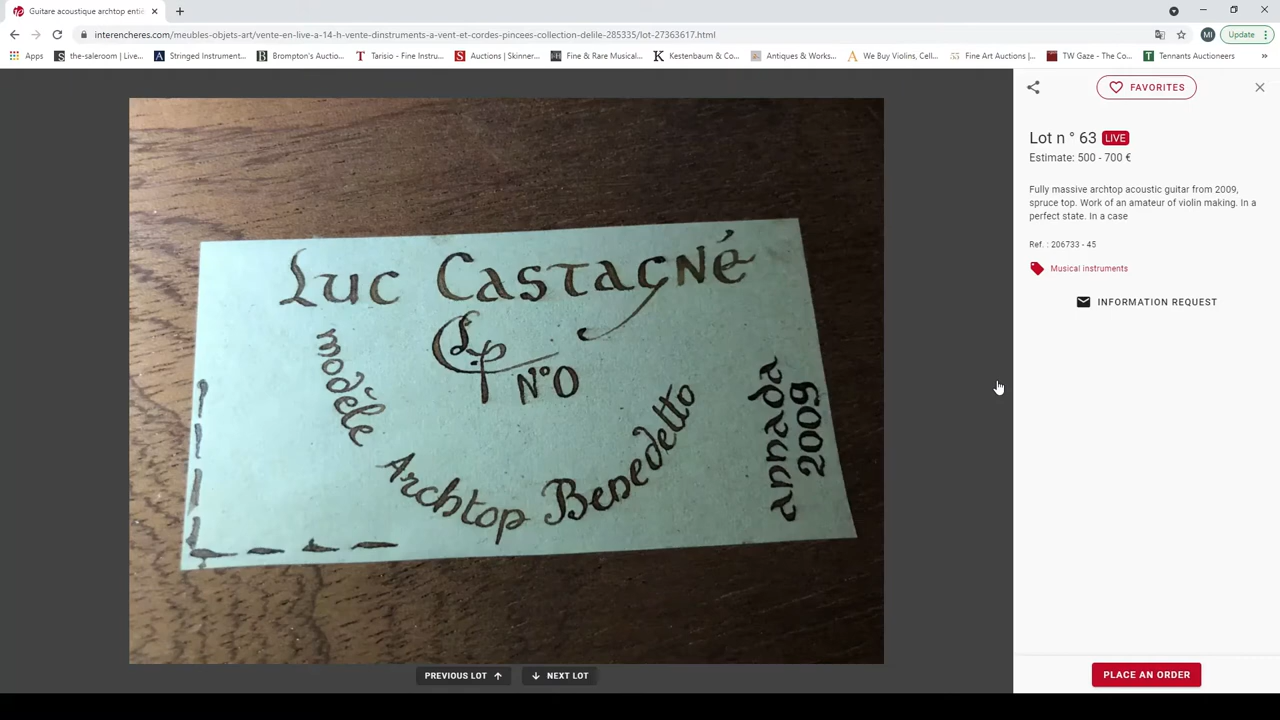 Guitare acoustique archtop enti
interencheres.com/meubles-objets-art/vente-en-live-a-14-h-vente-dinstruments-a-vent-et-cordes-pincees-collection-delile-285335/lot-27363617.html
MI
Update
Apps
the-saleroom | Live...
Stringed Instrument...
Brompton's Auctio...
Tarisio - Fine Instr...
Auctions | Skinner...
Fine & Rare Musical...
Kestenbaum & Co...
Antiques & Works...
We Buy Violins, Cell...
Fine Art Auctions |...
TW Gaze - The Co...
Tennants Auctioneers
FAVORITES
Lot n ° 63 LIVE
Estimate: 500 - 700 €
Fully massive archtop acoustic guitar from 2009,
spruce top. Work of an amateur of violin making. In a
perfect state. In a case
Ref. : 206733 - 45
Musical instruments
INFORMATION REQUEST
Luc Castagné
N°0
modèle Archtop Benedetto
annada
2009
PREVIOUS LOT
NEXT LOT
PLACE AN ORDER